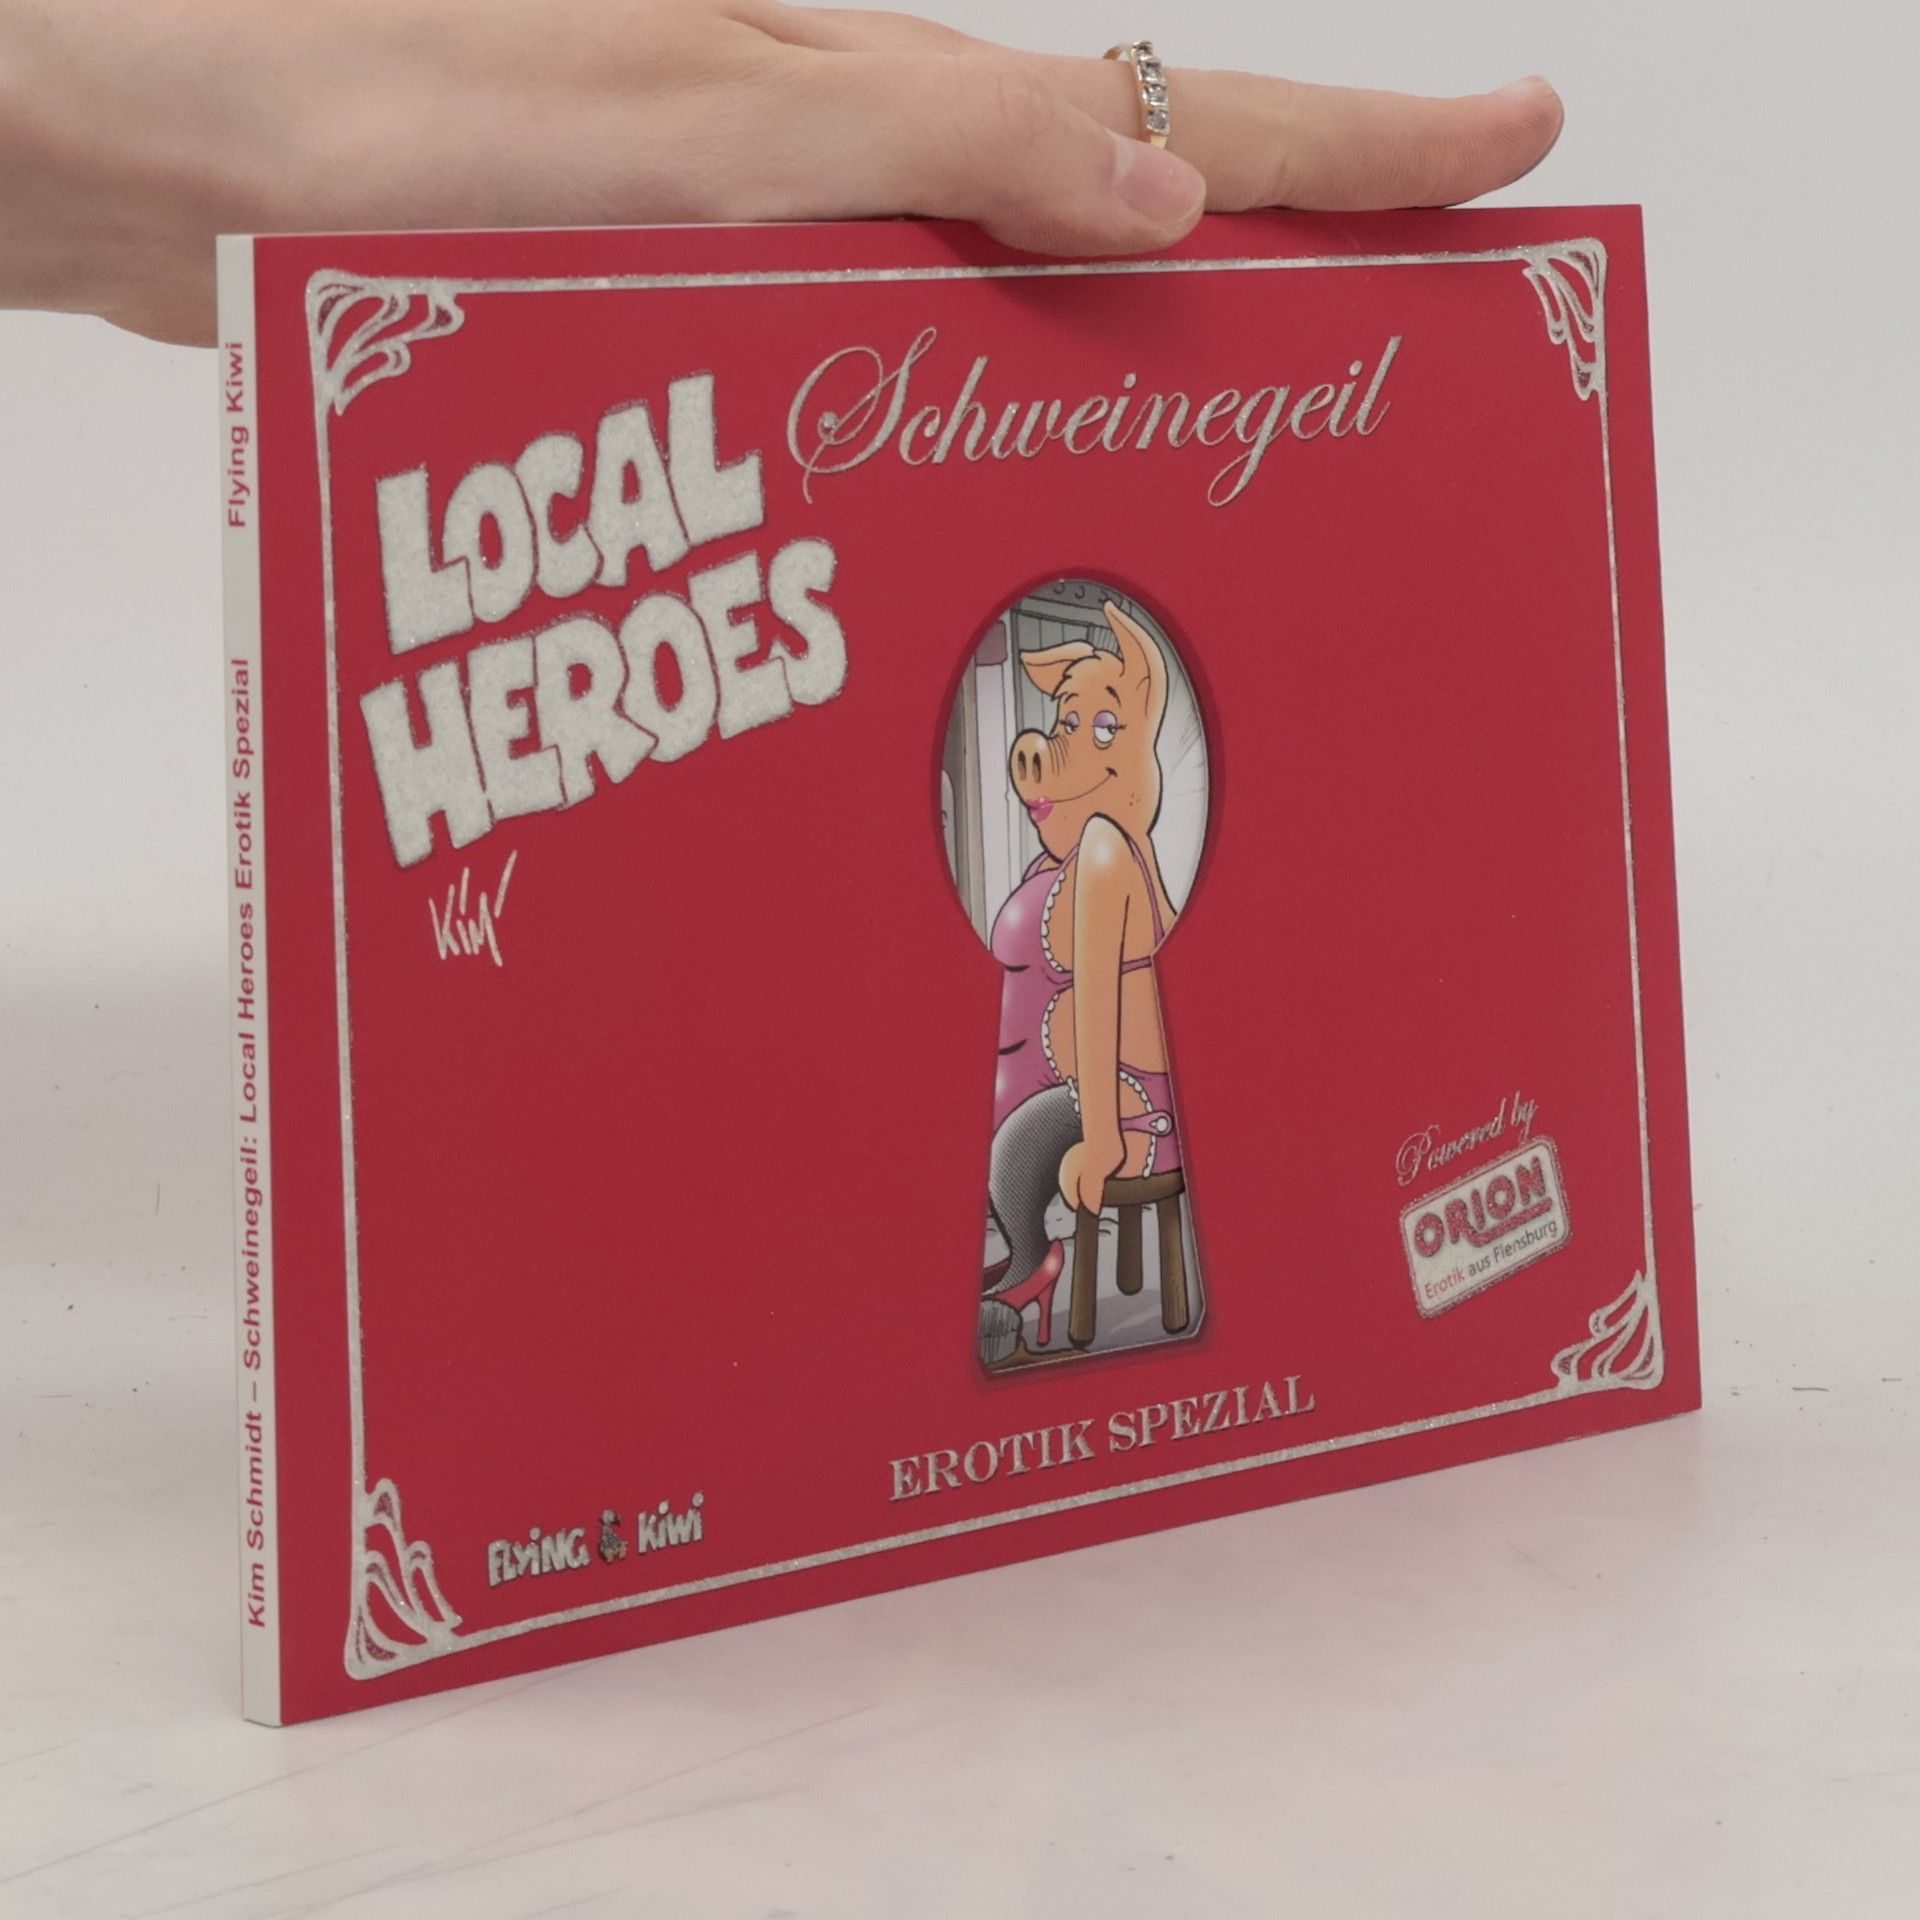 Kim Schmidt – Schweinegeil: Local Heroes Erotik Spezial Flying Kiwi
Schweinegeil
LOCAL
HEROES
KiM
Powered by
ORION
Erotik aus Flensburg
EROTIK SPEZIAL
FLYiNG KiWi